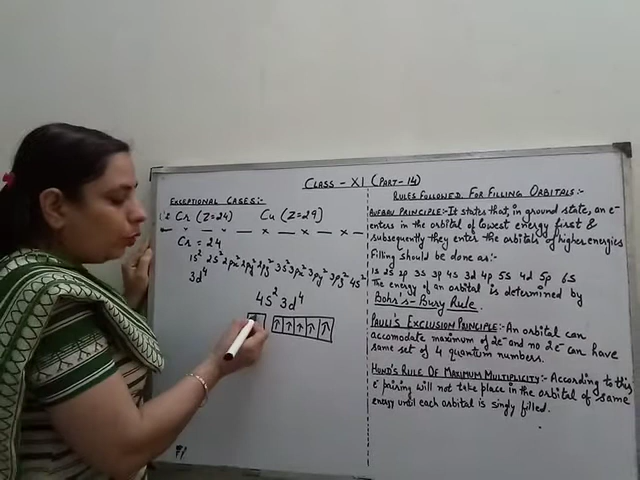 CLASS - XI (PART-14)
EXCEPTIONAL CASES:-
Cr (Z=24) Cu (Z=29)
Cr = 24
1s² 2s² 2px² 2py² 2pz² 3s² 3px² 3py² 3pz² 4s²
3d⁴
4s² 3d⁴
↑ ↑ ↑ ↑ ↑
RULES FOLLOWED FOR FILLING ORBITALS:-
AUFBAU PRINCIPLE:- It states that, in ground state, an e⁻
enters in the orbital of lowest energy first &
subsequently they enter the orbitals of higher energies
Filling should be done as:-
1s 2s 2p 3s 3p 4s 3d 4p 5s 4d 5p 6s
The energy of an orbital is determined by
Bohr's - Bury Rule.
PAULI'S EXCLUSION PRINCIPLE:- An orbital can
accomodate maximum of 2e⁻ and no 2e⁻ can have
same set of 4 quantum numbers.
HUND'S RULE OF MAXIMUM MULTIPLICITY:- According to this
e⁻ pairing will not take place in the orbital of same
energy until each orbital is singly filled.